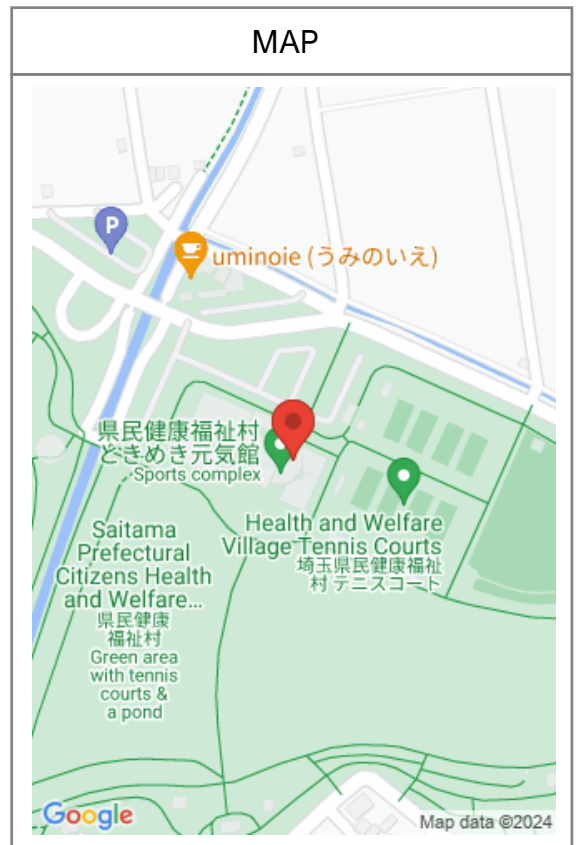 MAP
P
uminoie (うみのいえ)
県民健康福祉村
ときめき元気館
Sports complex
Health and Welfare
Village Tennis Courts
埼玉県民健康福祉
村 テニスコート
Saitama
Prefectural
Citizens Health
and Welfare...
県民健康
福祉村
Green area
with tennis
courts &
a pond
Google
Map data ©2024